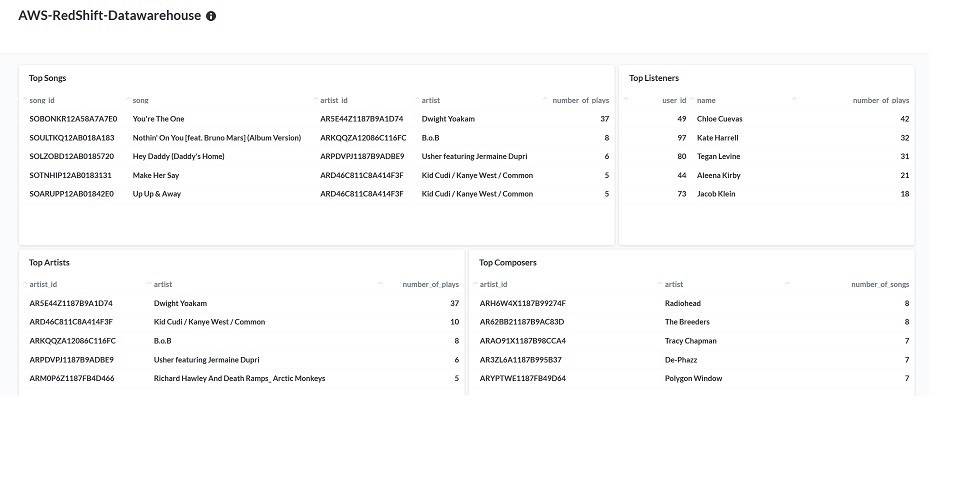 AWS-RedShift-Datawarehouse
Top Songs
song_id song artist_id artist number_of_plays
SOBONKR12A58A7A7E0 You're The One AR5E44Z1187B9A1D74 Dwight Yoakam 37
SOULTKQ12AB018A183 Nothin' On You [feat. Bruno Mars] (Album Version) ARKQQZA12086C116FC B.o.B 8
SOLZOBD12AB0185720 Hey Daddy (Daddy's Home) ARPDVPJ1187B9ADBE9 Usher featuring Jermaine Dupri 6
SOTNHIP12AB0183131 Make Her Say ARD46C811C8A414F3F Kid Cudi / Kanye West / Common 5
SOARUPP12AB01842E0 Up Up & Away ARD46C811C8A414F3F Kid Cudi / Kanye West / Common 5
Top Listeners
user_id name number_of_plays
49 Chloe Cuevas 42
97 Kate Harrell 32
80 Tegan Levine 31
44 Aleena Kirby 21
73 Jacob Klein 18
Top Artists
artist_id artist number_of_plays
AR5E44Z1187B9A1D74 Dwight Yoakam 37
ARD46C811C8A414F3F Kid Cudi / Kanye West / Common 10
ARKQQZA12086C116FC B.o.B 8
ARPDVPJ1187B9ADBE9 Usher featuring Jermaine Dupri 6
ARM0P6Z1187FB4D466 Richard Hawley And Death Ramps_ Arctic Monkeys 5
Top Composers
artist_id artist number_of_songs
ARH6W4X1187B99274F Radiohead 8
AR62BB21187B9AC83D The Breeders 8
ARAO91X1187B98CCA4 Tracy Chapman 7
AR3ZL6A1187B995B37 De-Phazz 7
ARYPTWE1187FB49D64 Polygon Window 7